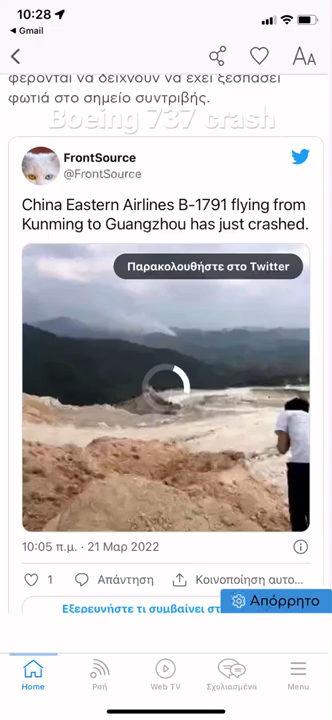 10:28
Gmail
AA
φέρονται να δείχνουν να έχει ξεσπάσει
φωτιά στο σημείο συντριβής.
Boeing 737 crash
FrontSource
@FrontSource
China Eastern Airlines B-1791 flying from
Kunming to Guangzhou has just crashed.
Παρακολουθήστε στο Twitter
10:05 π.μ. · 21 Μαρ 2022
1 Απάντηση Κοινοποίηση αυτο...
Εξερευνήστε τι συμβαίνει στ
Απόρρητο
Home Ροή Web TV Σχολιασμένα Menu